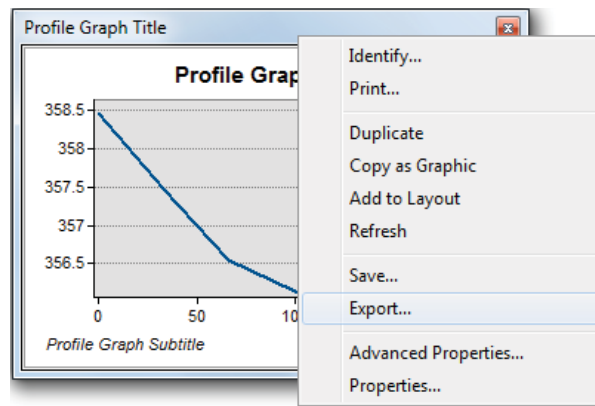 Profile Graph Title
Profile Grap
358.5
358
357.5
357
356.5
0 50 10
Profile Graph Subtitle
Identify...
Print...
Duplicate
Copy as Graphic
Add to Layout
Refresh
Save...
Export...
Advanced Properties...
Properties...